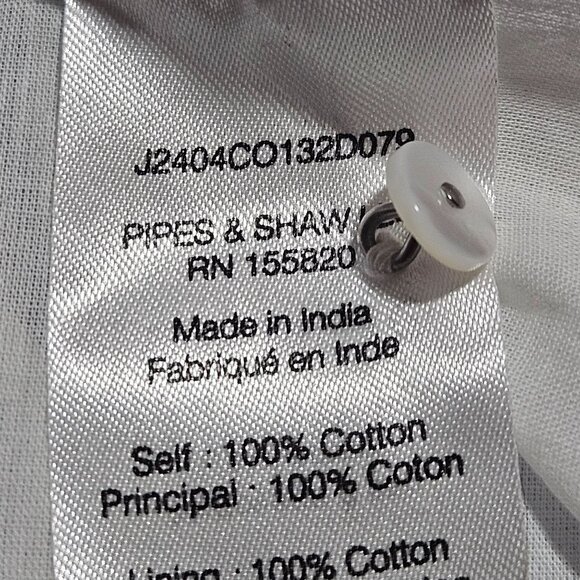 J2404CO132D079
PIPES & SHAW
RN 155820
Made in India
Fabriqué en Inde
Self : 100% Cotton
Principal : 100% Coton
Lining : 100% Cotton